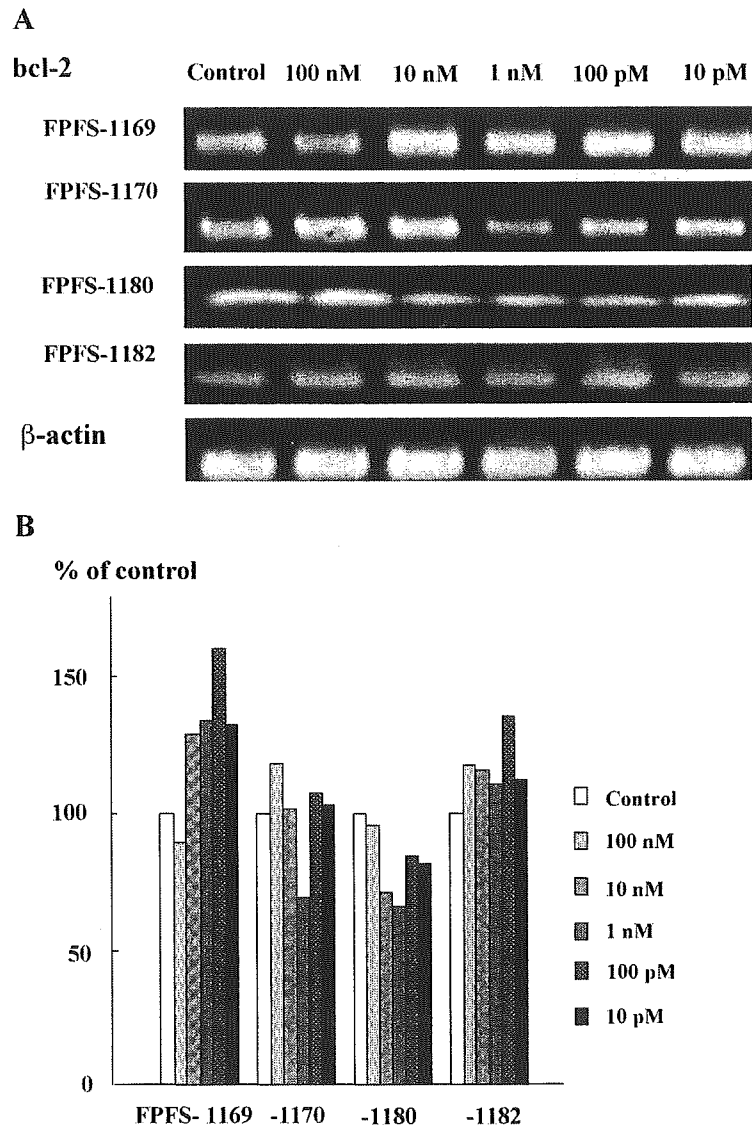 A
bcl-2 Control 100 nM 10 nM 1 nM 100 pM 10 pM
FPFS-1169
FPFS-1170
FPFS-1180
FPFS-1182
β-actin
B
% of control
150
100
50
0
FPFS- 1169 -1170 -1180 -1182
Control
100 nM
10 nM
1 nM
100 pM
10 pM